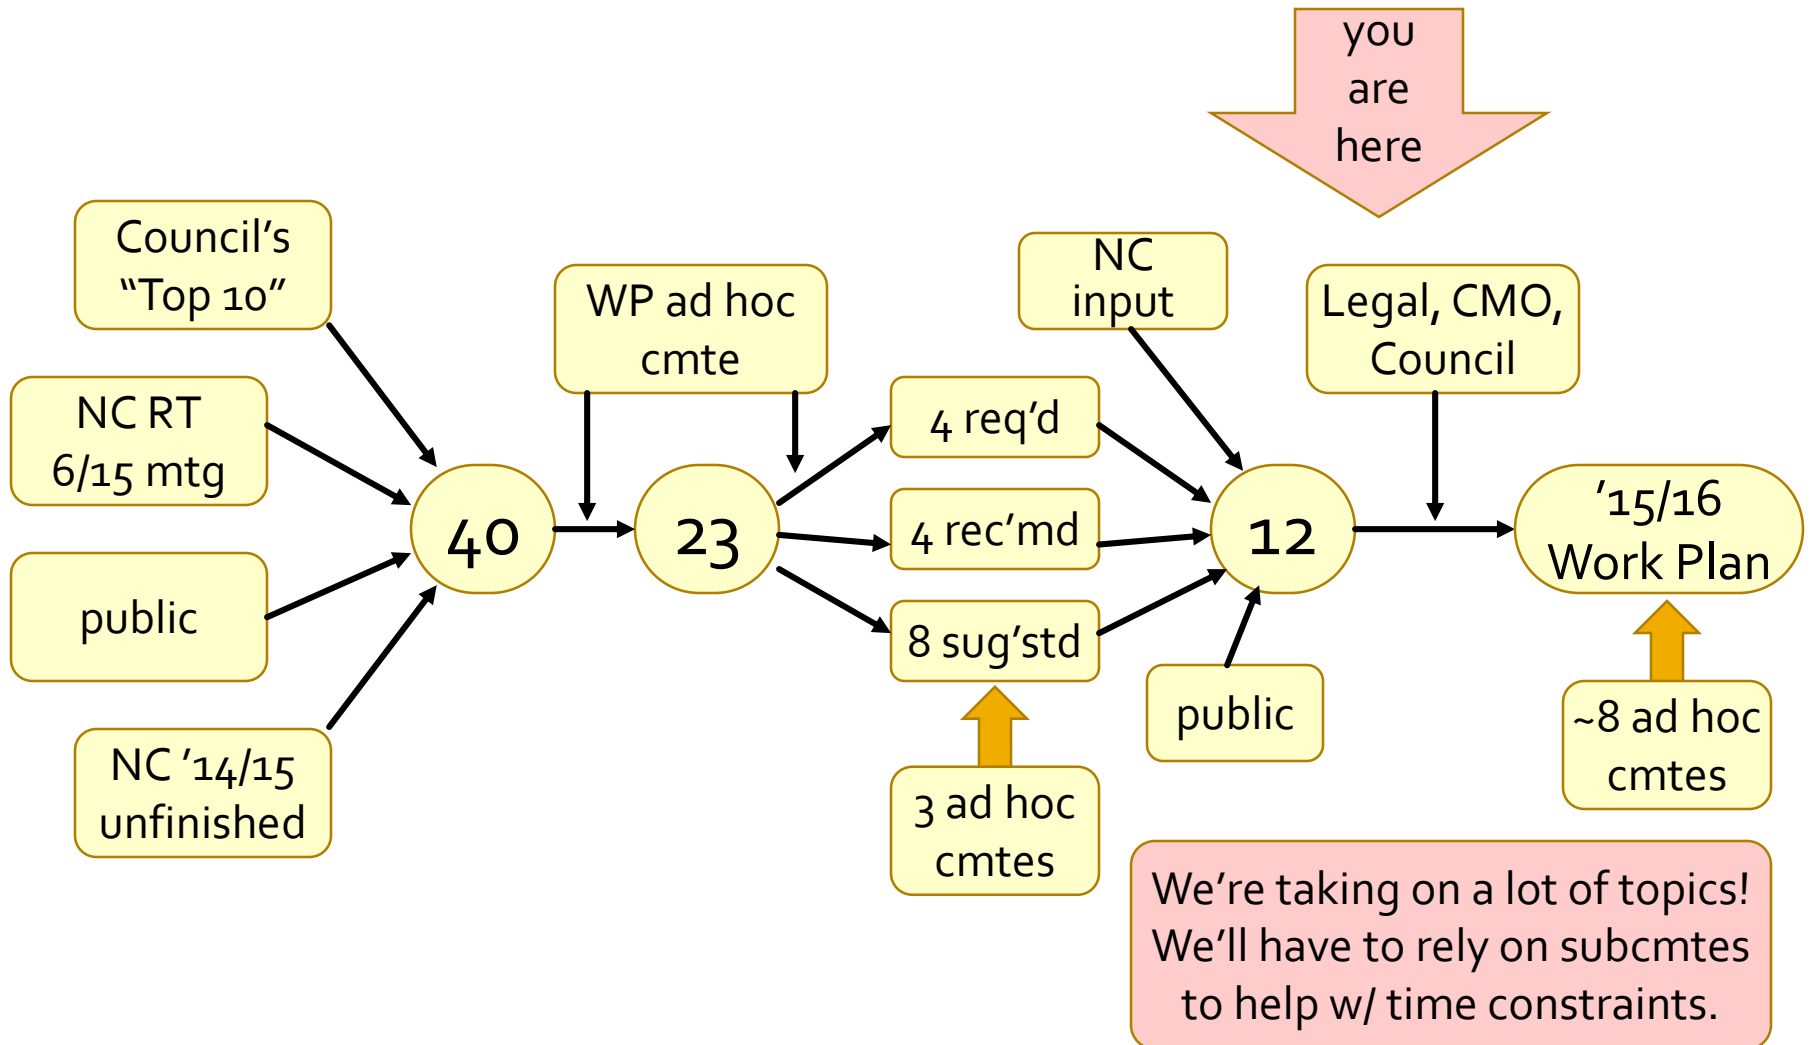 you
are
here
Council’s
“Top 10”
NC RT
6/15 mtg
public
NC ’14/15
unfinished
40
WP ad hoc
cmte
23
4 req’d
4 rec’md
8 sug’std
3 ad hoc
cmtes
NC
input
12
public
Legal, CMO,
Council
’15/16
Work Plan
~8 ad hoc
cmtes
We’re taking on a lot of topics!
We’ll have to rely on subcmtes
to help w/ time constraints.